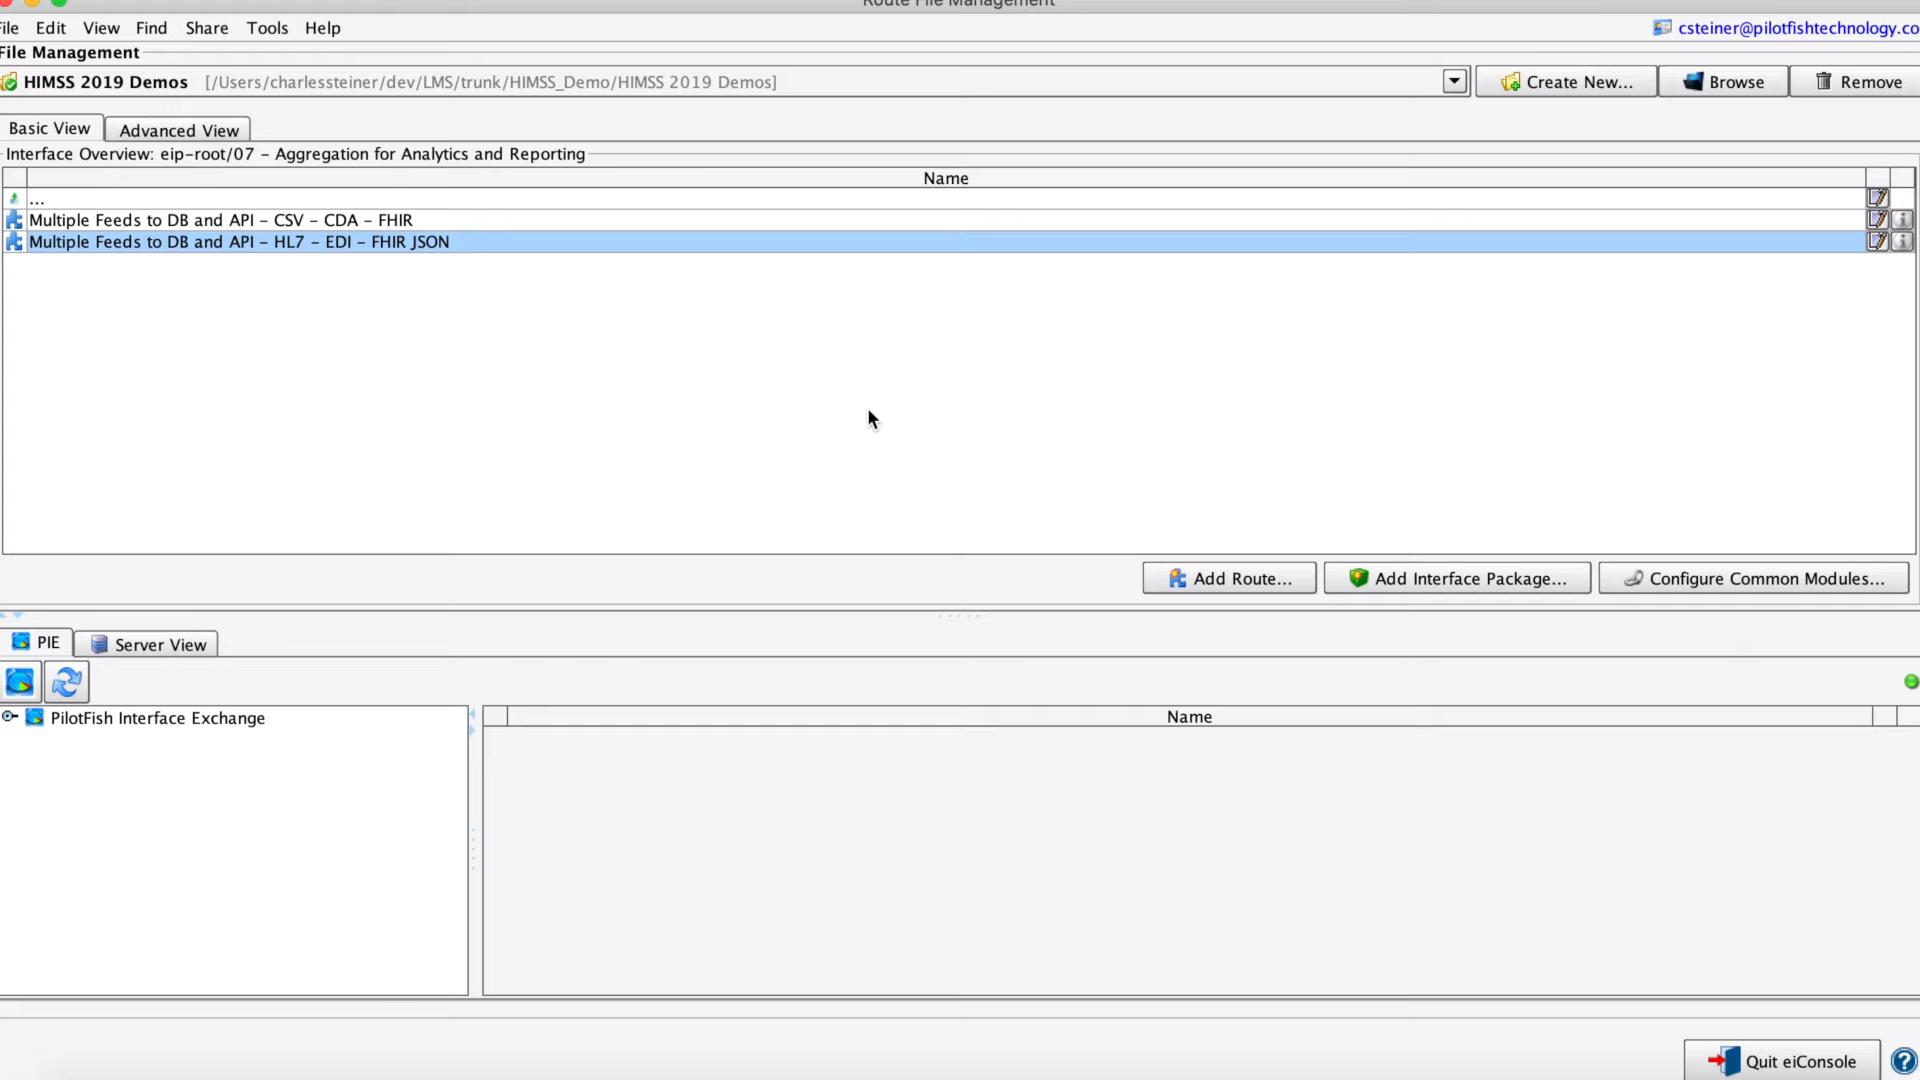 Route File Management
File Edit View Find Share Tools Help csteiner@pilotfishtechnology.co
File Management
HIMSS 2019 Demos [/Users/charlessteiner/dev/LMS/trunk/HIMSS_Demo/HIMSS 2019 Demos] Create New... Browse Remove
Basic View Advanced View
Interface Overview: eip-root/07 - Aggregation for Analytics and Reporting
Name
...
Multiple Feeds to DB and API - CSV - CDA - FHIR
Multiple Feeds to DB and API - HL7 - EDI - FHIR JSON
Add Route... Add Interface Package... Configure Common Modules...
PIE Server View
PilotFish Interface Exchange Name
Quit eiConsole ?